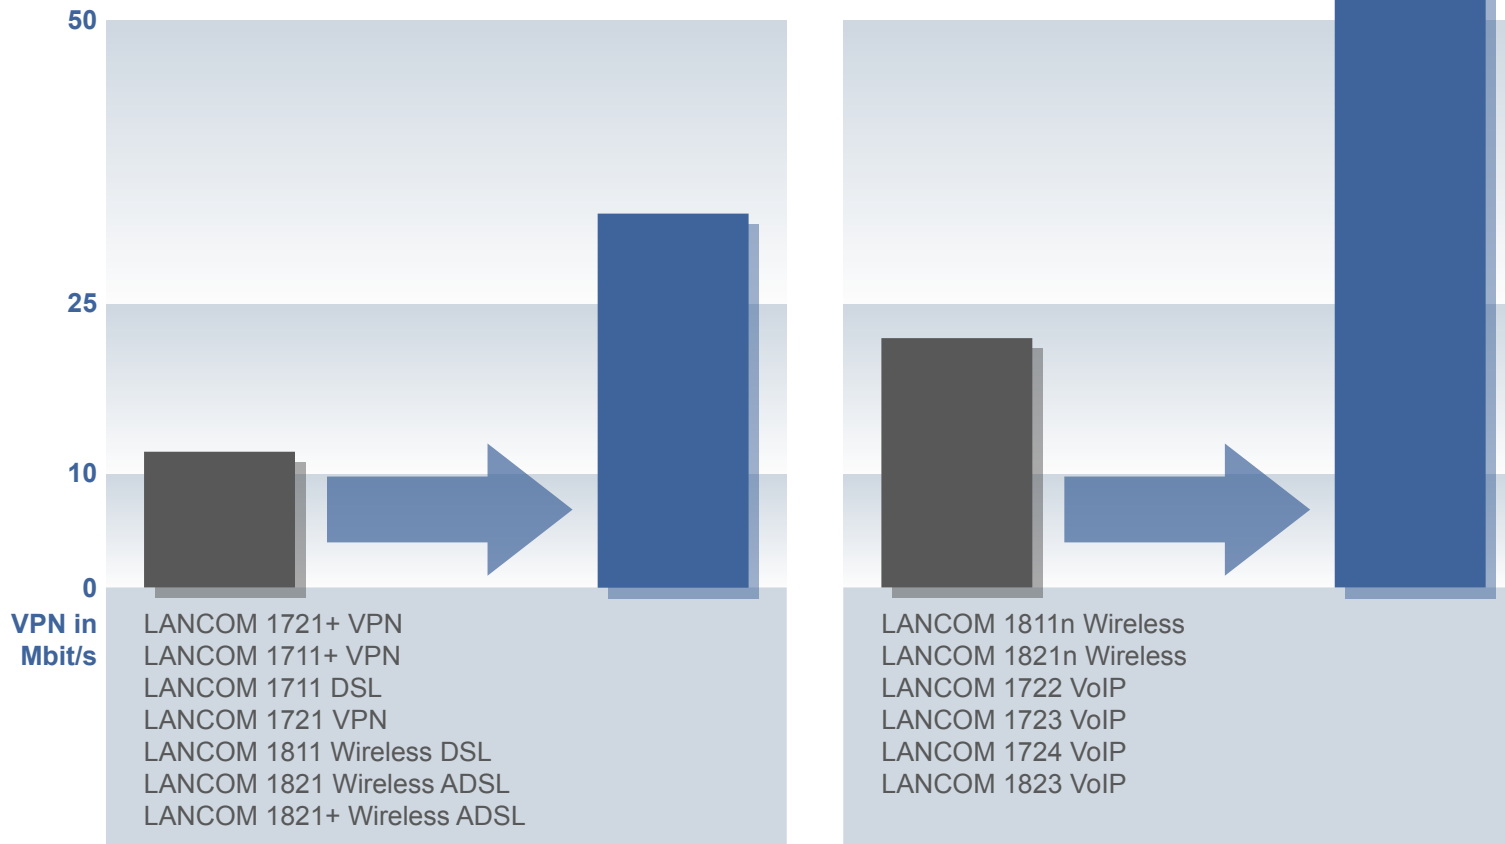 50
25
10
0
VPN in
Mbit/s
LANCOM 1721+ VPN
LANCOM 1711+ VPN
LANCOM 1711 DSL
LANCOM 1721 VPN
LANCOM 1811 Wireless DSL
LANCOM 1821 Wireless ADSL
LANCOM 1821+ Wireless ADSL
LANCOM 1811n Wireless
LANCOM 1821n Wireless
LANCOM 1722 VoIP
LANCOM 1723 VoIP
LANCOM 1724 VoIP
LANCOM 1823 VoIP